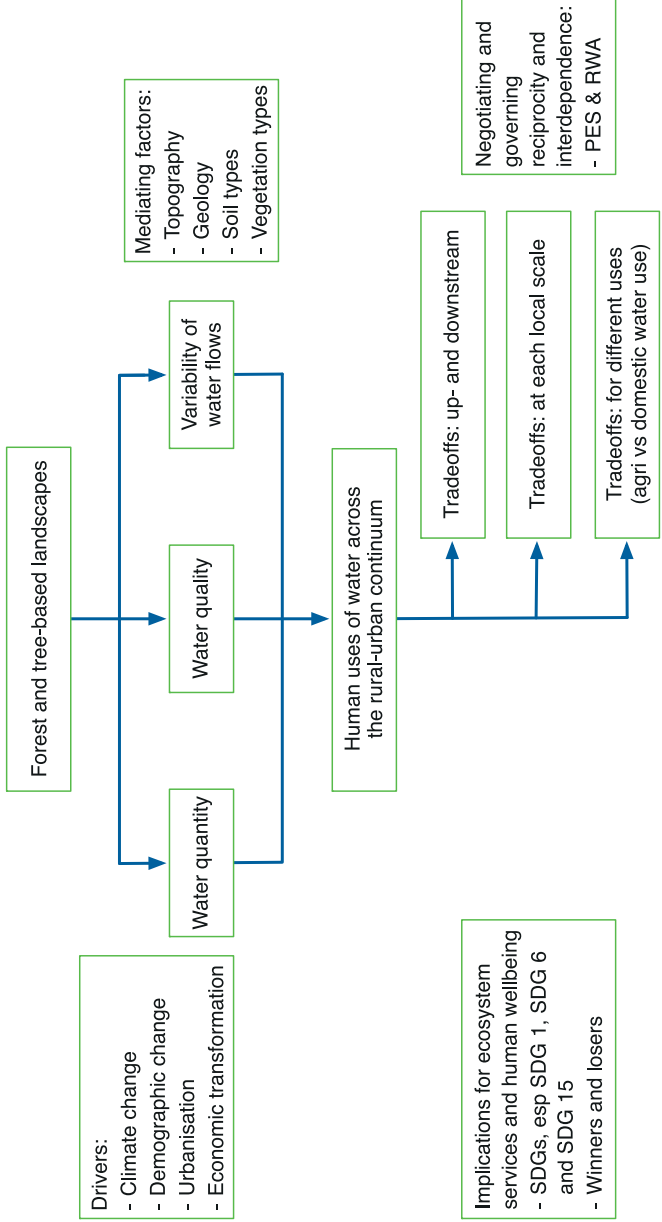 Forest and tree-based landscapes
Drivers:
- Climate change
- Demographic change
- Urbanisation
- Economic transformation
Water quantity
Water quality
Variability of
water flows
Mediating factors:
- Topography
- Geology
- Soil types
- Vegetation types
Human uses of water across
the rural-urban continuum
Implications for ecosystem
services and human wellbeing
- SDGs, esp SDG 1, SDG 6
and SDG 15
- Winners and losers
Tradeoffs: up- and downstream
Tradeoffs: at each local scale
Tradeoffs: for different uses
(agri vs domestic water use)
Negotiating and
governing
reciprocity and
interdependence:
- PES & RWA